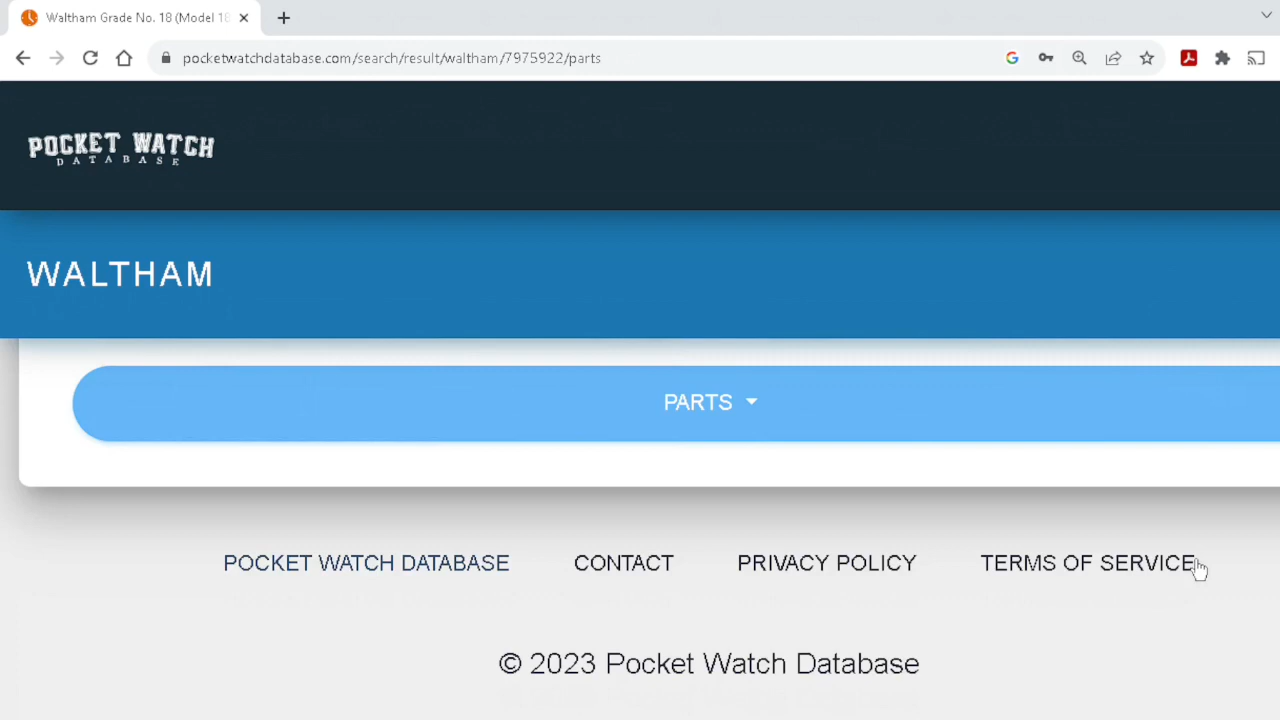 Waltham Grade No. 18 (Model 18
pocketwatchdatabase.com/search/result/waltham/7975922/parts
POCKET WATCH
DATABASE
WALTHAM
PARTS
POCKET WATCH DATABASE CONTACT PRIVACY POLICY TERMS OF SERVICE
© 2023 Pocket Watch Database